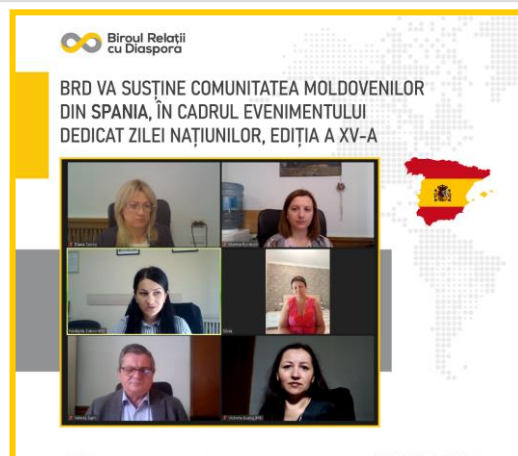 Biroul Relații
cu Diaspora
BRD VA SUSȚINE COMUNITATEA MOLDOVENILOR
DIN SPANIA, ÎN CADRUL EVENIMENTULUI
DEDICAT ZILEI NAȚIUNILOR, EDIȚIA A XV-A